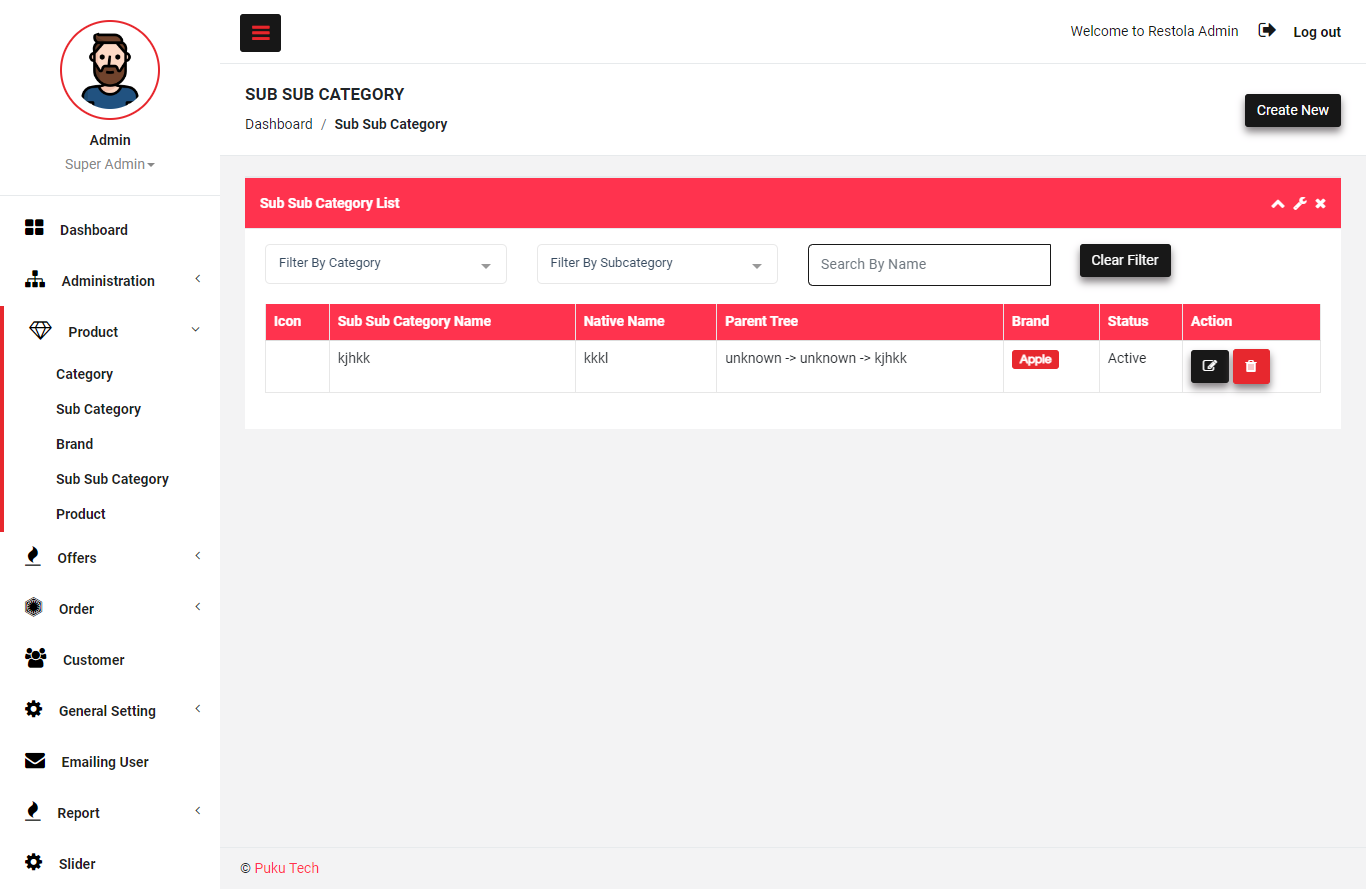 Welcome to Restola Admin
Log out
Admin
Super Admin
Dashboard
Administration
Product
Category
Sub Category
Brand
Sub Sub Category
Product
Offers
Order
Customer
General Setting
Emailing User
Report
Slider
SUB SUB CATEGORY
Dashboard / Sub Sub Category
Create New
Sub Sub Category List
Filter By Category
Filter By Subcategory
Search By Name
Clear Filter
Icon Sub Sub Category Name Native Name Parent Tree Brand Status Action
kjhkk kkkl unknown -> unknown -> kjhkk Apple Active
© Puku Tech